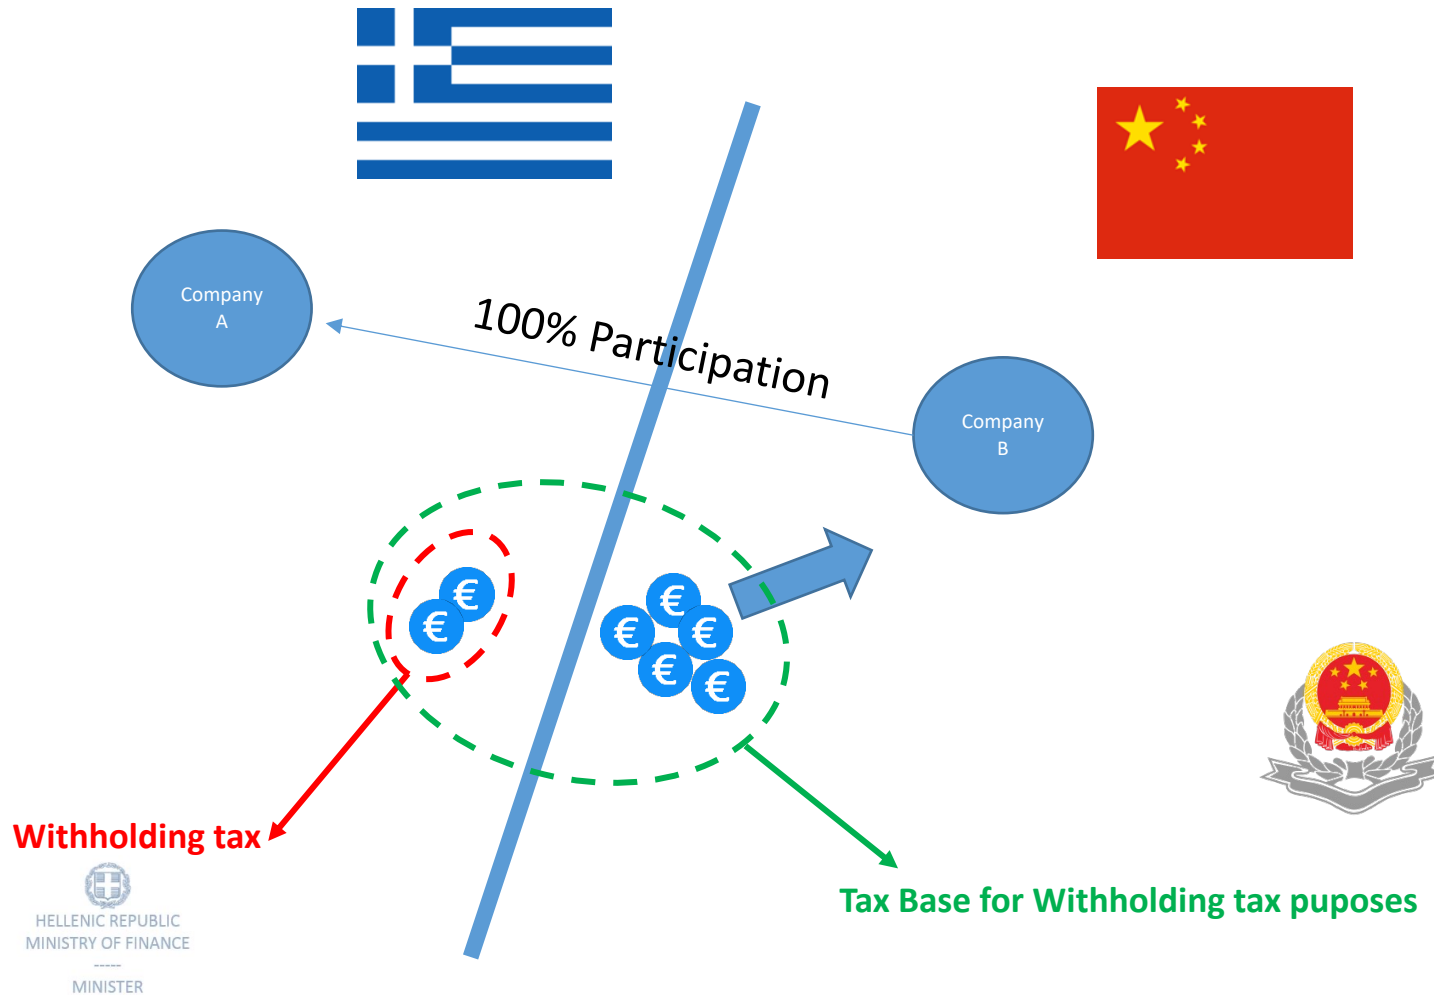 Company
A
100% Participation
Company
B
€
€
€
€
€
€
€
Withholding tax
Tax Base for Withholding tax puposes
HELLENIC REPUBLIC
MINISTRY OF FINANCE
-----
MINISTER